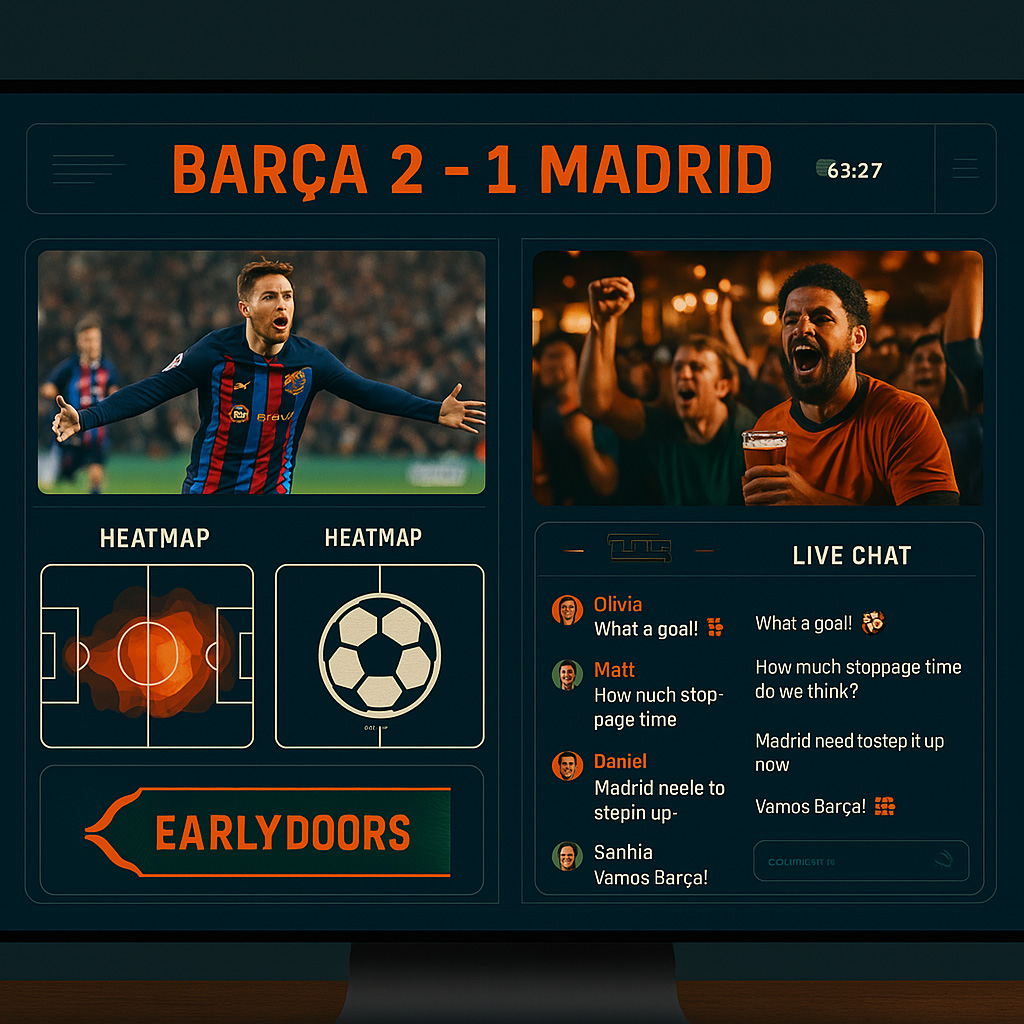 BARÇA 2 - 1 MADRID
63:27
Brava
HEATMAP
HEATMAP
EARLYDOORS
LIVE CHAT
Olivia
What a goal!
Matt
How nuch stop-
page time
Daniel
Madrid neele to
stepin up-
Sanhia
Vamos Barça!
What a goal!
How much stoppage time
do we think?
Madrid need tostep it up
now
Vamos Barça!